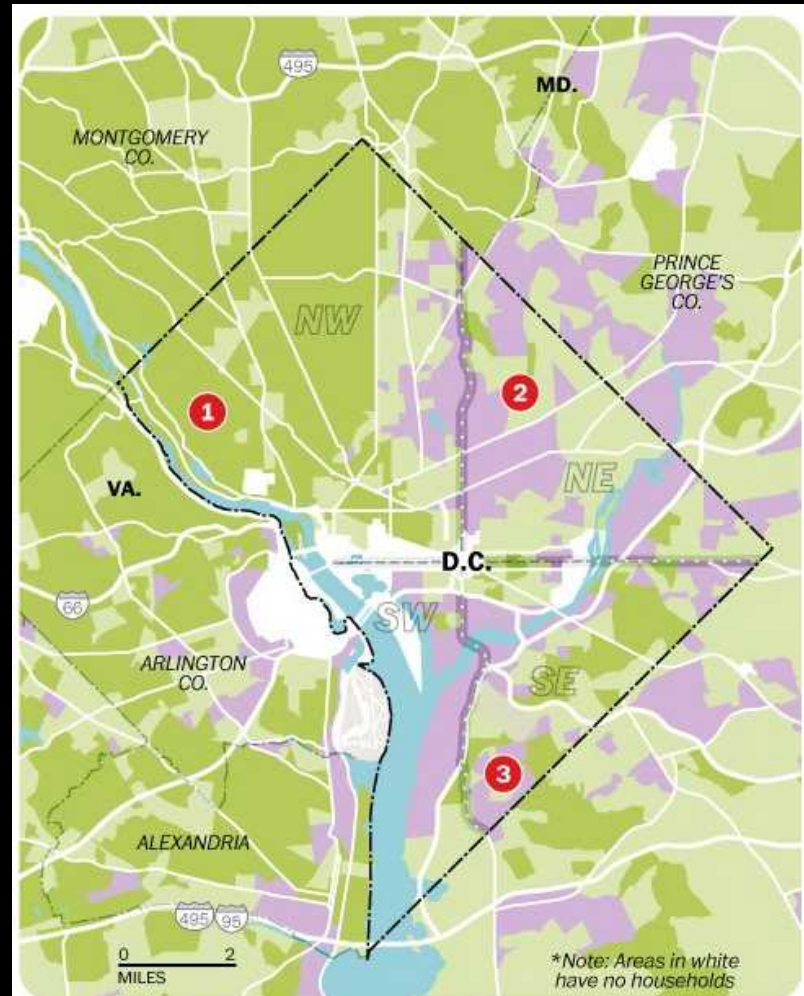 495
MD.
MONTGOMERY
CO.
PRINCE
GEORGE'S
CO.
NW
1
2
VA.
NE
D.C.
66
SW
ARLINGTON
CO.
SE
3
ALEXANDRIA
495 95
0 2
MILES
*Note: Areas in white
have no households